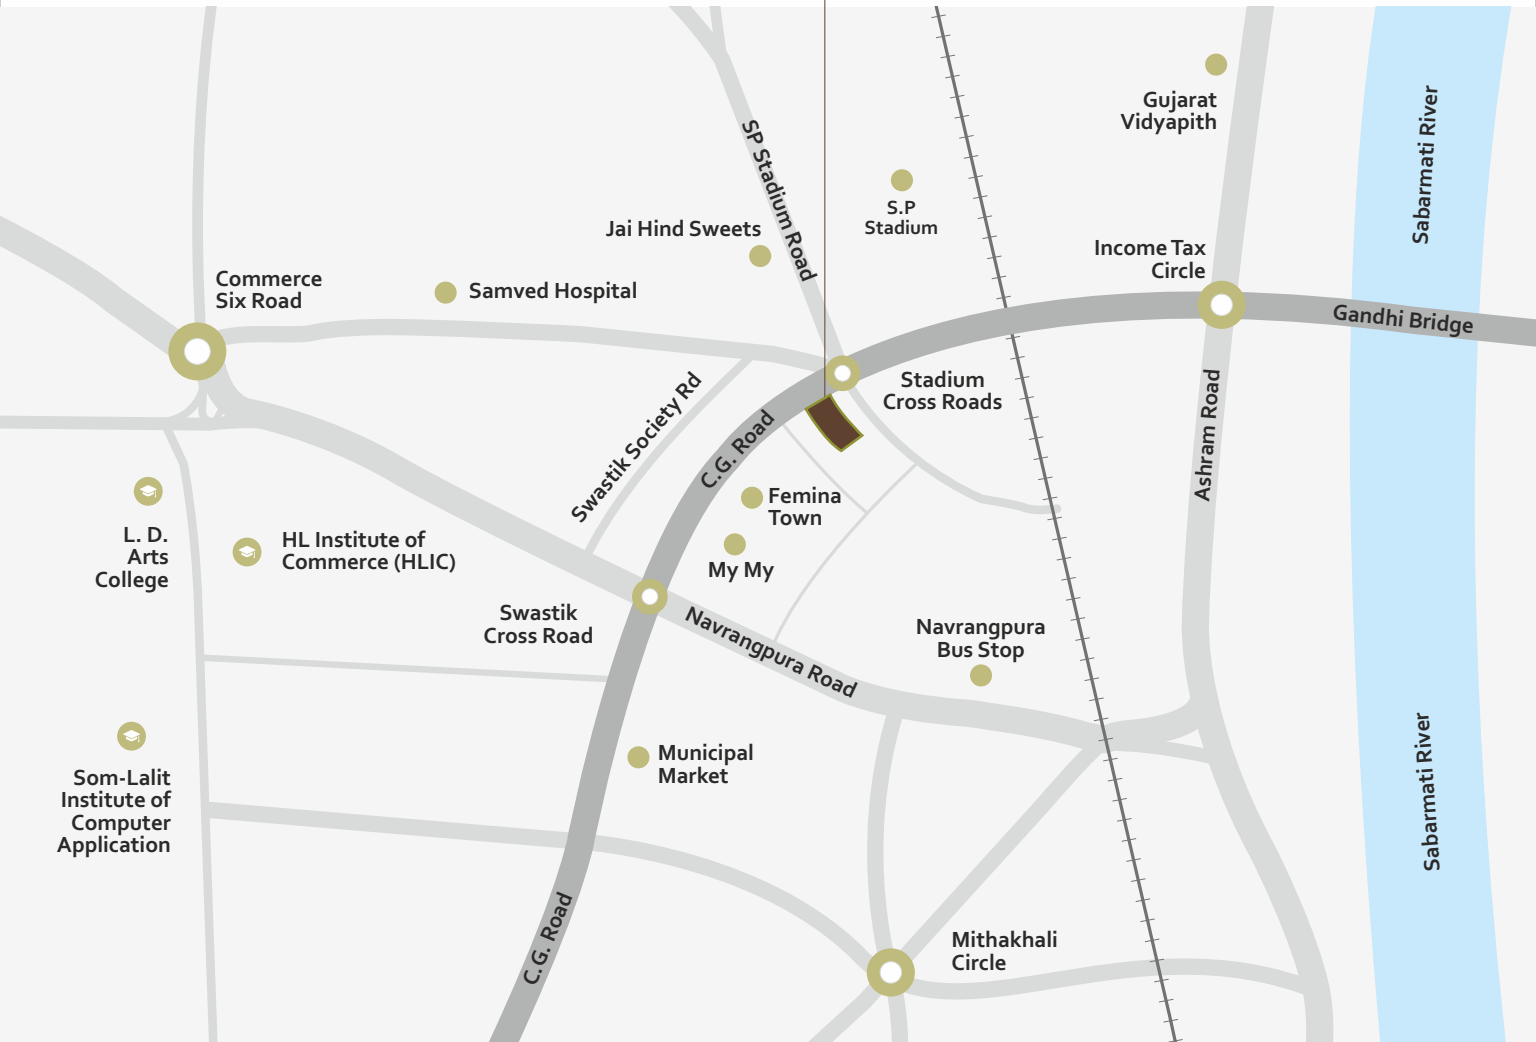 Gujarat
Vidyapith
Sabarmati River
SP Stadium Road
S.P
Stadium
Jai Hind Sweets
Income Tax
Circle
Commerce
Six Road
Samved Hospital
Gandhi Bridge
Stadium
Cross Roads
Swastik Society Rd
C.G. Road
Ashram Road
Femina
Town
L. D.
Arts
College
HL Institute of
Commerce (HLIC)
My My
Swastik
Cross Road
Navrangpura Road
Navrangpura
Bus Stop
Municipal
Market
Sabarmati River
Som-Lalit
Institute of
Computer
Application
C.G. Road
Mithakhali
Circle